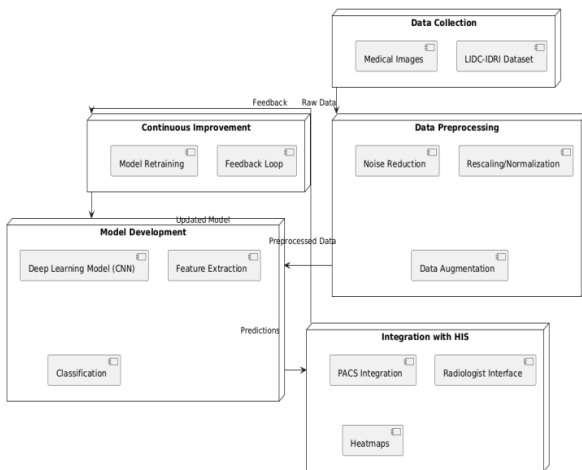 Data Collection
Medical Images
LIDC-IDRI Dataset
Feedback
Raw Data
Continuous Improvement
Model Retraining
Feedback Loop
Data Preprocessing
Noise Reduction
Rescaling/Normalization
Data Augmentation
Updated Model
Model Development
Preprocessed Data
Deep Learning Model (CNN)
Feature Extraction
Classification
Predictions
Integration with HIS
PACS Integration
Radiologist Interface
Heatmaps